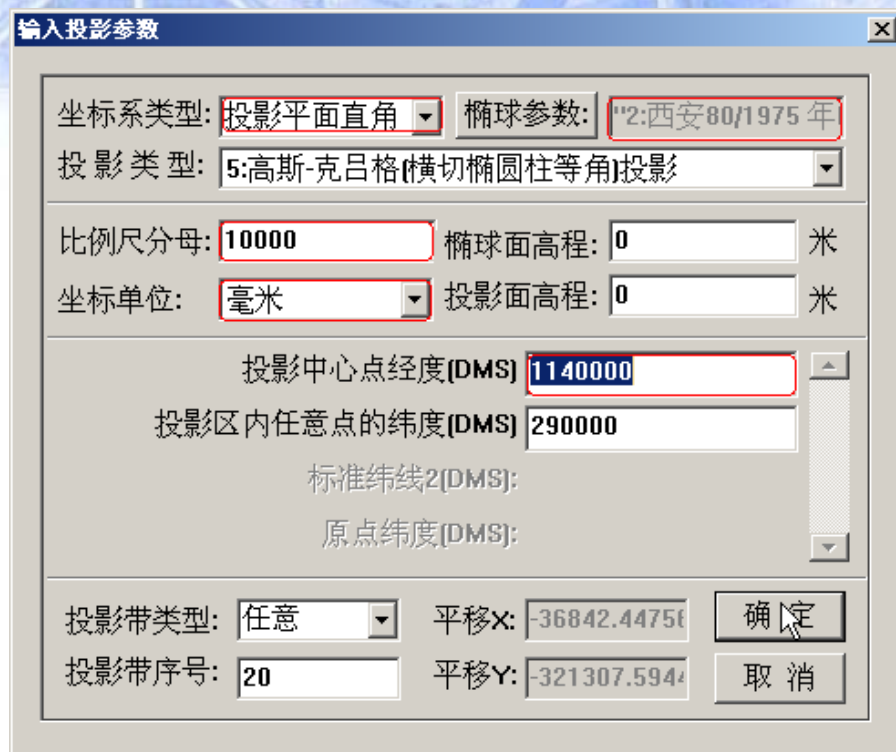 输入投影参数
坐标系类型: 投影平面直角 椭球参数: "2:西安80/1975 年
投 影 类 型: 5:高斯-克吕格(横切椭圆柱等角)投影
比例尺分母: 10000 椭球面高程: 0 米
坐标单位: 毫米 投影面高程: 0 米
投影中心点经度(DMS) 1140000
投影区内任意点的纬度(DMS) 290000
标准纬线2(DMS):
原点纬度(DMS):
投影带类型: 任意 平移X: -36842.4475 确 定
投影带序号: 20 平移Y: -321307.594 取 消